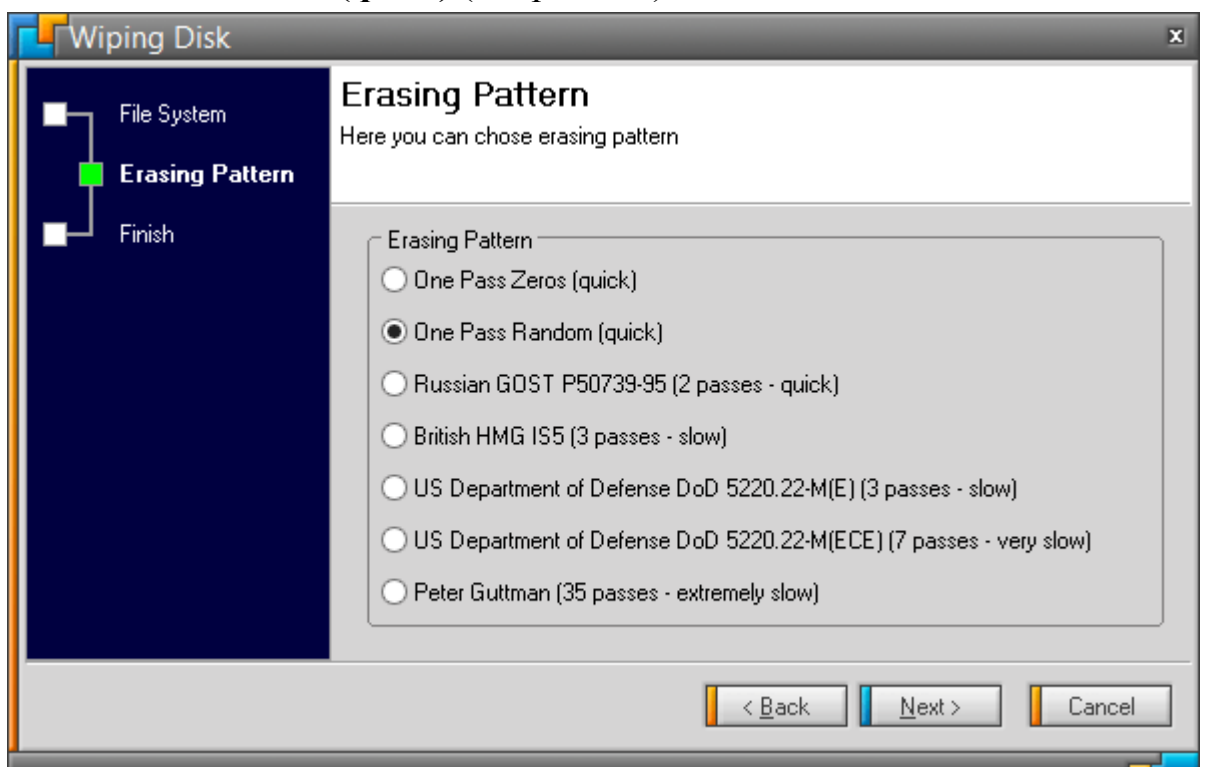 Wiping Disk
x
File System
Erasing Pattern
Finish
Erasing Pattern
Here you can chose erasing pattern
Erasing Pattern
One Pass Zeros (quick)
One Pass Random (quick)
Russian GOST P50739-95 (2 passes - quick)
British HMG IS5 (3 passes - slow)
US Department of Defense DoD 5220.22-M(E) (3 passes - slow)
US Department of Defense DoD 5220.22-M(ECE) (7 passes - very slow)
Peter Guttman (35 passes - extremely slow)
< Back
Next >
Cancel